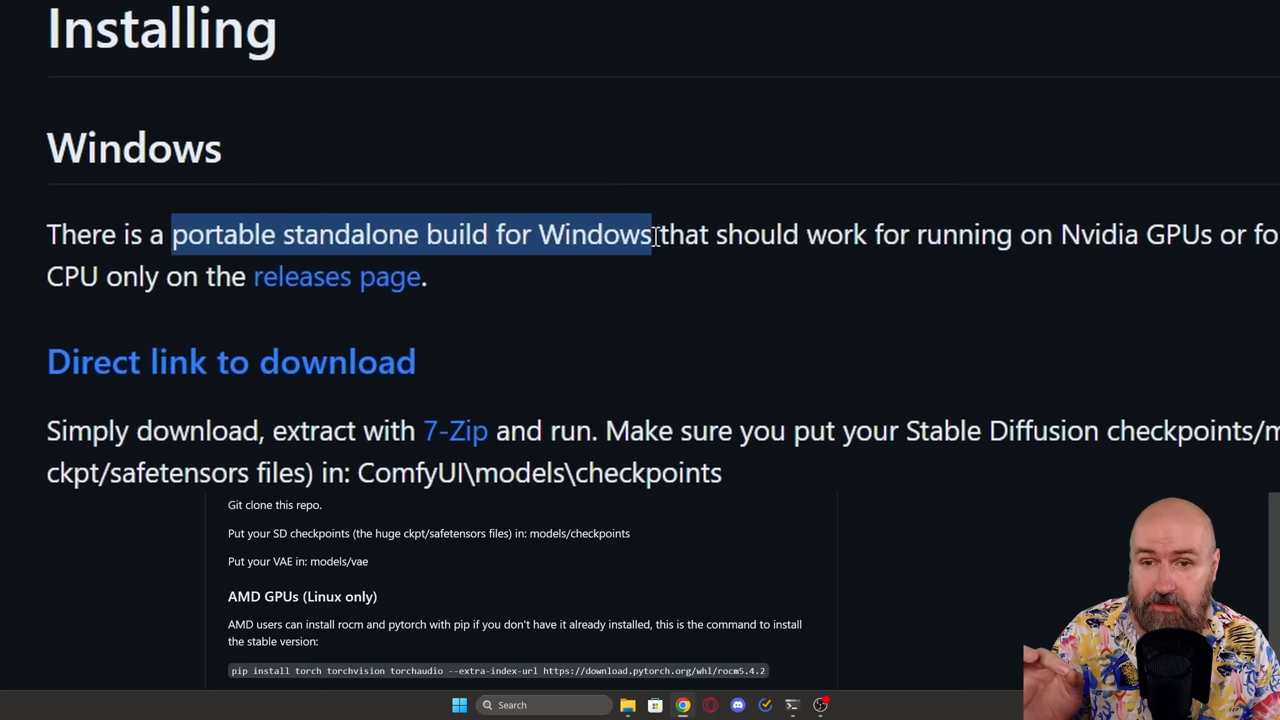 Installing
Windows
There is a portable standalone build for Windows that should work for running on Nvidia GPUs or fo
CPU only on the releases page.
Direct link to download
Simply download, extract with 7-Zip and run. Make sure you put your Stable Diffusion checkpoints/m
ckpt/safetensors files) in: ComfyUI\models\checkpoints
Git clone this repo.
Put your SD checkpoints (the huge ckpt/safetensors files) in: models/checkpoints
Put your VAE in: models/vae
AMD GPUs (Linux only)
AMD users can install rocm and pytorch with pip if you don't have it already installed, this is the command to install
the stable version:
pip install torch torchvision torchaudio --extra-index-url https://download.pytorch.org/whl/rocm5.4.2
Search